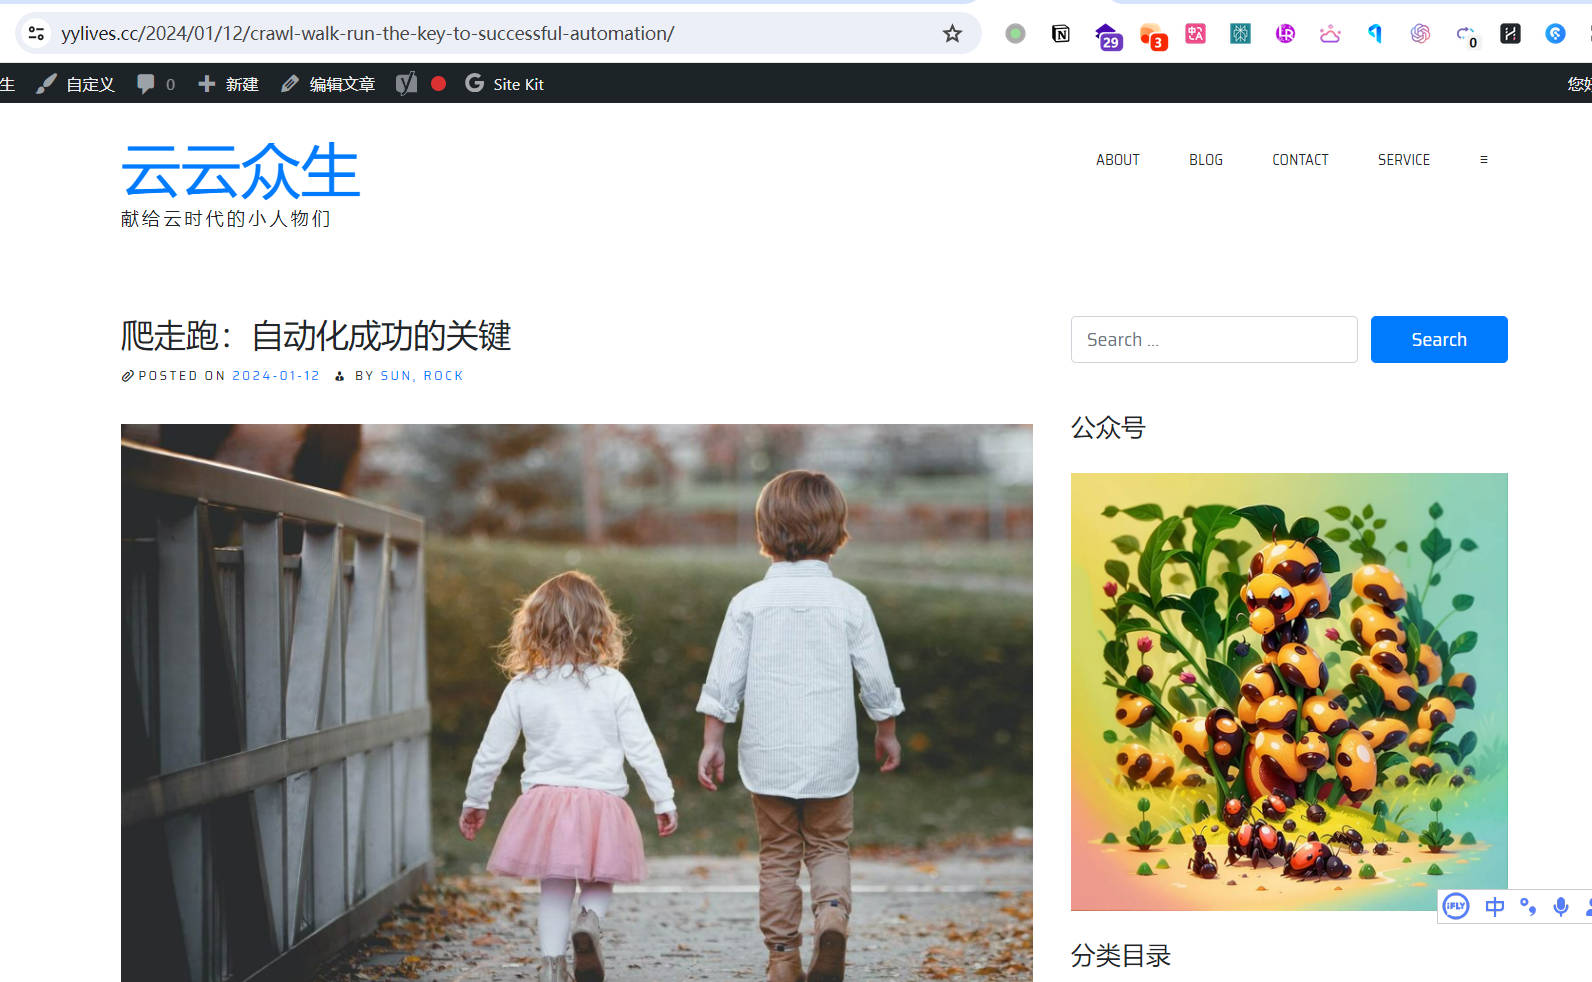 yylives.cc/2024/01/12/crawl-walk-run-the-key-to-successful-automation/
29
3
0
生 自定义 0 新建 编辑文章 Site Kit 您好
云云众生
献给云时代的小人物们
ABOUT BLOG CONTACT SERVICE
爬走跑：自动化成功的关键
POSTED ON 2024-01-12 BY SUN, ROCK
Search ...
Search
公众号
iFLY 中
分类目录